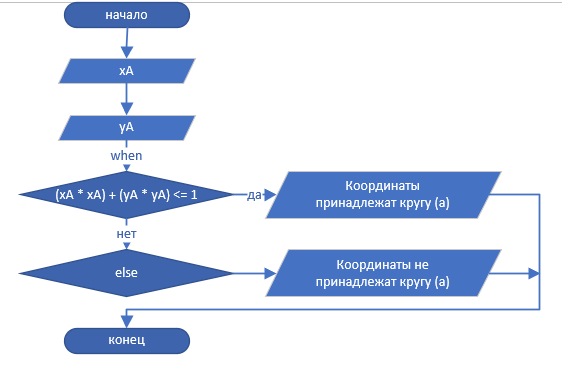 начало
xA
yA
when
(xA * xA) + (yA * yA) <= 1
да
Координаты
принадлежат кругу (a)
нет
else
Координаты не
принадлежат кругу (a)
конец